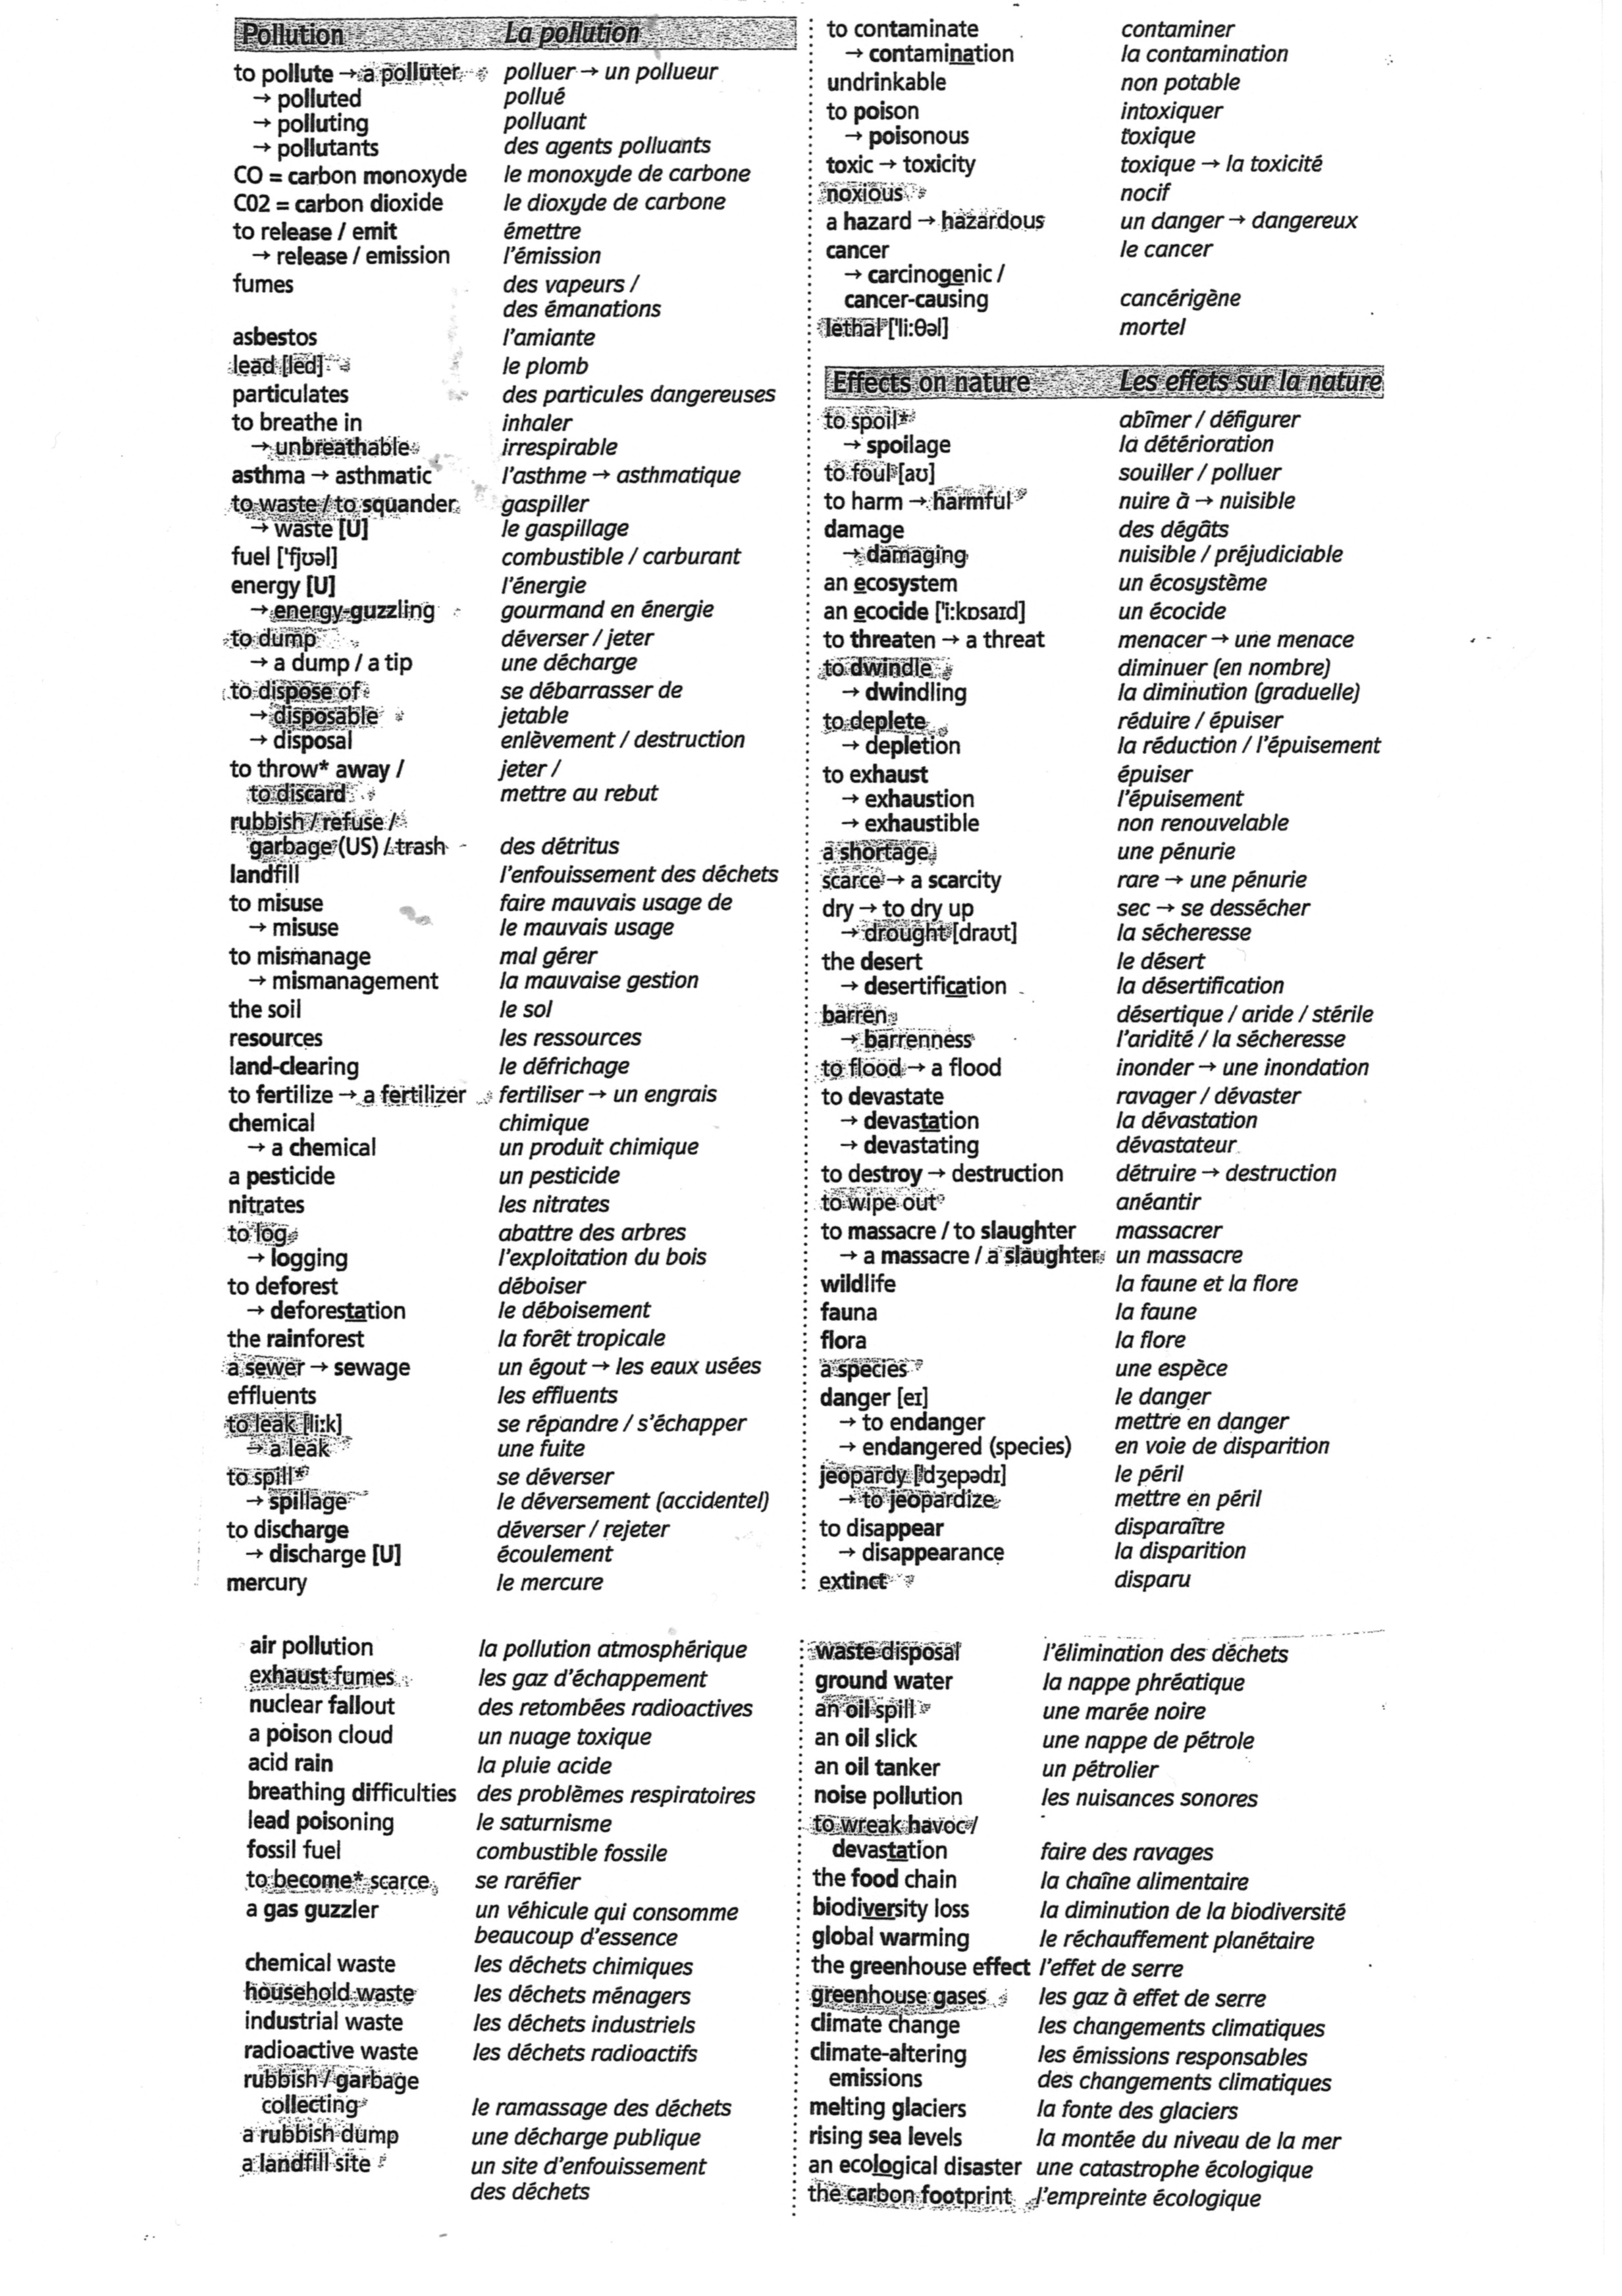 Pollution La pollution
to pollute → a polluter polluer → un pollueur
→ polluted pollué
→ polluting polluant
→ pollutants des agents polluants
CO = carbon monoxyde le monoxyde de carbone
C02 = carbon dioxide le dioxyde de carbone
to release / emit émettre
→ release / emission l'émission
fumes des vapeurs /
des émanations
asbestos l'amiante
lead [led] le plomb
particulates des particules dangereuses
to breathe in inhaler
→ unbreathable irrespirable
asthma → asthmatic l'asthme → asthmatique
to waste / to squander gaspiller
→ waste [U] le gaspillage
fuel ['fjʊəl] combustible / carburant
energy [U] l'énergie
→ energy-guzzling gourmand en énergie
to dump déverser / jeter
→ a dump / a tip une décharge
to dispose of se débarrasser de
→ disposable jetable
→ disposal enlèvement / destruction
to throw* away / jeter /
to discard mettre au rebut
rubbish / refuse /
garbage (US) / trash des détritus
landfill l'enfouissement des déchets
to misuse faire mauvais usage de
→ misuse le mauvais usage
to mismanage mal gérer
→ mismanagement la mauvaise gestion
the soil le sol
resources les ressources
land-clearing le défrichage
to fertilize → a fertilizer fertiliser → un engrais
chemical chimique
→ a chemical un produit chimique
a pesticide un pesticide
nitrates les nitrates
to log abattre des arbres
→ logging l'exploitation du bois
to deforest déboiser
→ deforestation le déboisement
the rainforest la forêt tropicale
a sewer → sewage un égout → les eaux usées
effluents les effluents
to leak [li:k] se répandre / s'échapper
→ a leak une fuite
to spill* se déverser
→ spillage le déversement (accidentel)
to discharge déverser / rejeter
→ discharge [U] écoulement
mercury le mercure
to contaminate contaminer
→ contamination la contamination
undrinkable non potable
to poison intoxiquer
→ poisonous toxique
toxic → toxicity toxique → la toxicité
noxious nocif
a hazard → hazardous un danger → dangereux
cancer le cancer
→ carcinogenic /
cancer-causing cancérigène
lethal ['li:θəl] mortel
Effects on nature Les effets sur la nature
to spoil* abîmer / défigurer
→ spoilage la détérioration
to foul [aʊ] souiller / polluer
to harm → harmful nuire à → nuisible
damage des dégâts
→ damaging nuisible / préjudiciable
an ecosystem un écosystème
an ecocide ['i:kɒsaɪd] un écocide
to threaten → a threat menacer → une menace
to dwindle diminuer (en nombre)
→ dwindling la diminution (graduelle)
to deplete réduire / épuiser
→ depletion la réduction / l'épuisement
to exhaust épuiser
→ exhaustion l'épuisement
→ exhaustible non renouvelable
a shortage une pénurie
scarce → a scarcity rare → une pénurie
dry → to dry up sec → se dessécher
→ drought [draʊt] la sécheresse
the desert le désert
→ desertification la désertification
barren désertique / aride / stérile
→ barrenness l'aridité / la sécheresse
to flood → a flood inonder → une inondation
to devastate ravager / dévaster
→ devastation la dévastation
→ devastating dévastateur
to destroy → destruction détruire → destruction
to wipe out anéantir
to massacre / to slaughter massacrer
→ a massacre / a slaughter un massacre
wildlife la faune et la flore
fauna la faune
flora la flore
a species une espèce
danger [eɪ] le danger
→ to endanger mettre en danger
→ endangered (species) en voie de disparition
jeopardy ['dʒepədɪ] le péril
→ to jeopardize mettre en péril
to disappear disparaître
→ disappearance la disparition
extinct disparu
air pollution la pollution atmosphérique
exhaust fumes les gaz d'échappement
nuclear fallout des retombées radioactives
a poison cloud un nuage toxique
acid rain la pluie acide
breathing difficulties des problèmes respiratoires
lead poisoning le saturnisme
fossil fuel combustible fossile
to become* scarce se raréfier
a gas guzzler un véhicule qui consomme
beaucoup d'essence
chemical waste les déchets chimiques
household waste les déchets ménagers
industrial waste les déchets industriels
radioactive waste les déchets radioactifs
rubbish / garbage
collecting le ramassage des déchets
a rubbish dump une décharge publique
a landfill site un site d'enfouissement
des déchets
waste disposal l'élimination des déchets
ground water la nappe phréatique
an oil spill une marée noire
an oil slick une nappe de pétrole
an oil tanker un pétrolier
noise pollution les nuisances sonores
to wreak havoc /
devastation faire des ravages
the food chain la chaîne alimentaire
biodiversity loss la diminution de la biodiversité
global warming le réchauffement planétaire
the greenhouse effect l'effet de serre
greenhouse gases les gaz à effet de serre
climate change les changements climatiques
climate-altering les émissions responsables
emissions des changements climatiques
melting glaciers la fonte des glaciers
rising sea levels la montée du niveau de la mer
an ecological disaster une catastrophe écologique
the carbon footprint l'empreinte écologique